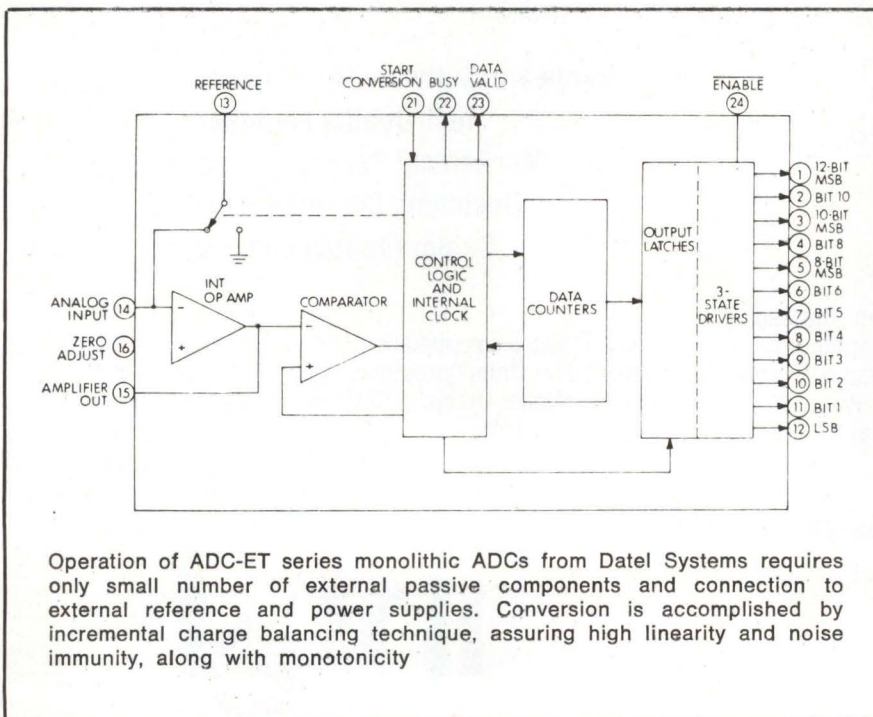 START DATA
REFERENCE CONVERSION BUSY VALID ENABLE
13 21 22 23 24
1 12-BIT MSB
2 BIT 10
3 10-BIT MSB
4 BIT 8
5 8-BIT MSB
6 BIT 6
7 BIT 5
8 BIT 4
9 BIT 3
10 BIT 2
11 BIT 1
12 LSB
OUTPUT
LATCHES
3-
STATE
DRIVERS
CONTROL
LOGIC
AND
INTERNAL
CLOCK
DATA
COUNTERS
INT
OP AMP
COMPARATOR
ANALOG
INPUT 14
ZERO
ADJUST 16
AMPLIFIER
OUT 15
- +
- +
Operation of ADC-ET series monolithic ADCs from Datel Systems requires
only small number of external passive components and connection to
external reference and power supplies. Conversion is accomplished by
incremental charge balancing technique, assuring high linearity and noise
immunity, along with monotonicity